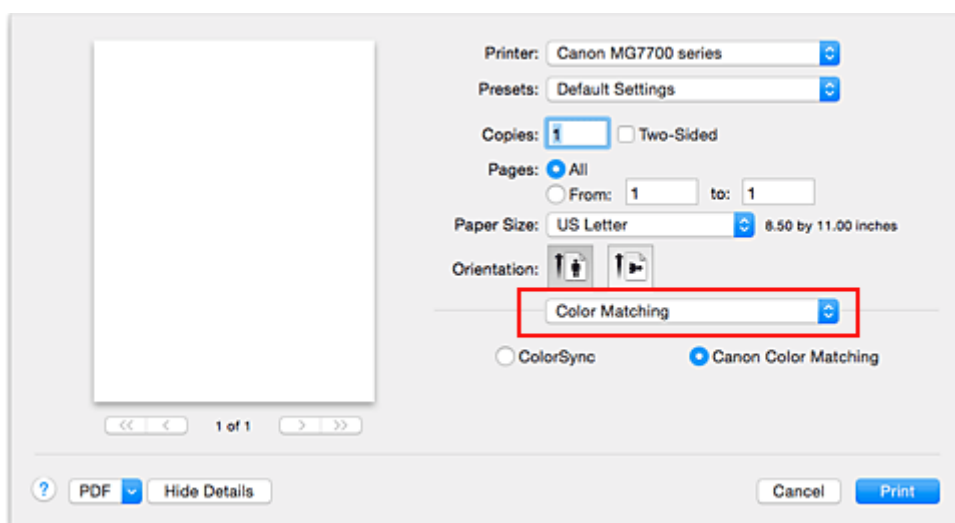 Printer: Canon MG7700 series
Presets: Default Settings
Copies: 1 Two-Sided
Pages: All
From: 1 to: 1
Paper Size: US Letter 8.50 by 11.00 inches
Orientation:
Color Matching
ColorSync Canon Color Matching
<< < 1 of 1 > >>
? PDF Hide Details Cancel Print